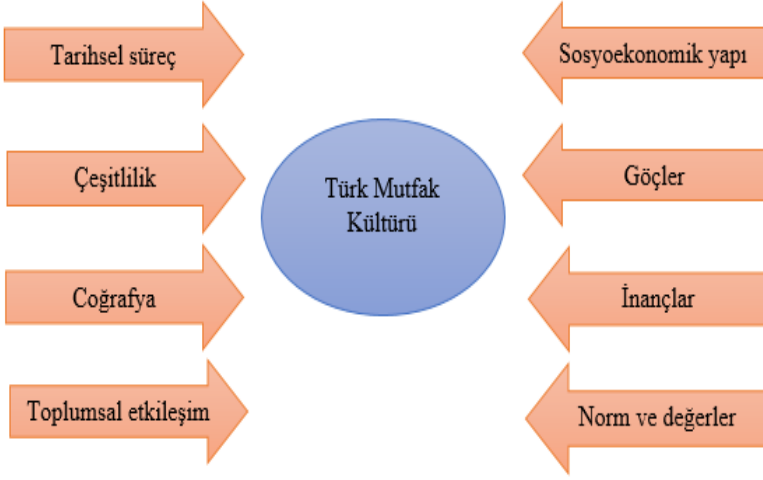 Tarihsel süreç
Çeşitlilik
Coğrafya
Toplumsal etkileşim
Türk Mutfak
Kültürü
Sosyoekonomik yapı
Göçler
İnançlar
Norm ve değerler